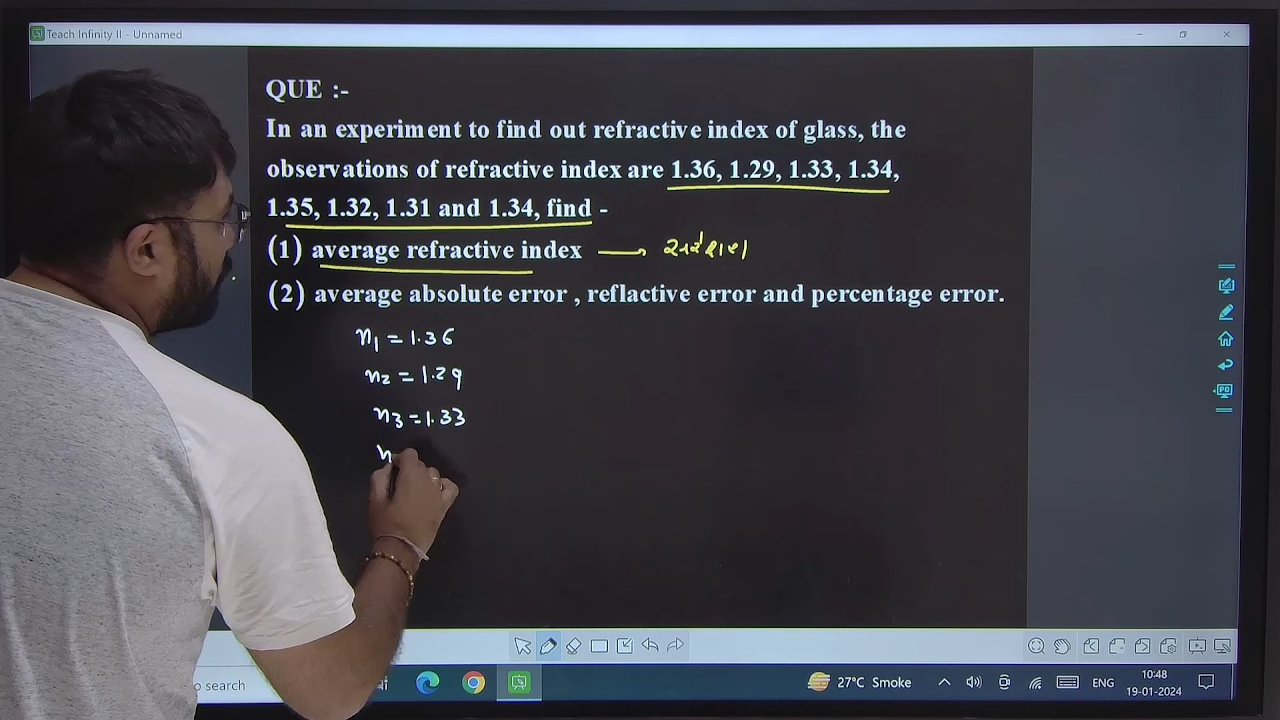 Teach Infinity II - Unnamed
QUE :-
In an experiment to find out refractive index of glass, the
observations of refractive index are 1.36, 1.29, 1.33, 1.34,
1.35, 1.32, 1.31 and 1.34, find -
(1) average refractive index
(2) average absolute error , reflactive error and percentage error.
n1 = 1.36
n2 = 1.29
n3 = 1.33
n
o search
27°C Smoke
ENG
10:48
19-01-2024